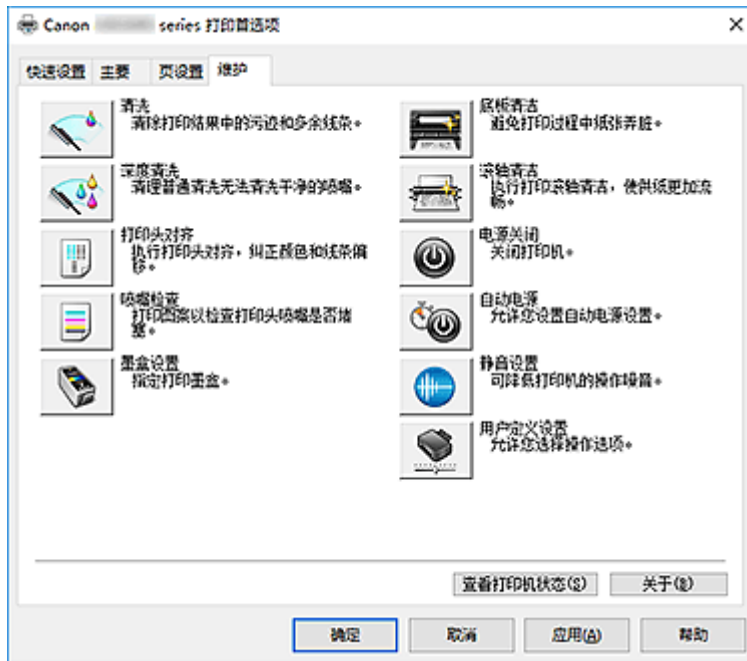 Canon series 打印首选项
快速设置 主要 页设置 维护
清洗
清除打印结果中的污迹和多余线条。
深度清洗
清理普通清洗无法清洗干净的喷嘴。
打印头对齐
执行打印头对齐，纠正颜色和线条偏
移。
喷嘴检查
打印图案以检查打印头喷嘴是否堵
塞。
墨盒设置
指定打印墨盒。
底板清洁
避免打印过程中纸张弄脏。
滚轴清洁
执行打印滚轴清洁，使供纸更加流
畅。
电源关闭
关闭打印机。
自动电源
允许您设置自动电源设置。
静音设置
可降低打印机的操作噪音。
用户定义设置
允许您选择操作选项。
查看打印机状态(S) 关于(B)
确定 取消 应用(A) 帮助